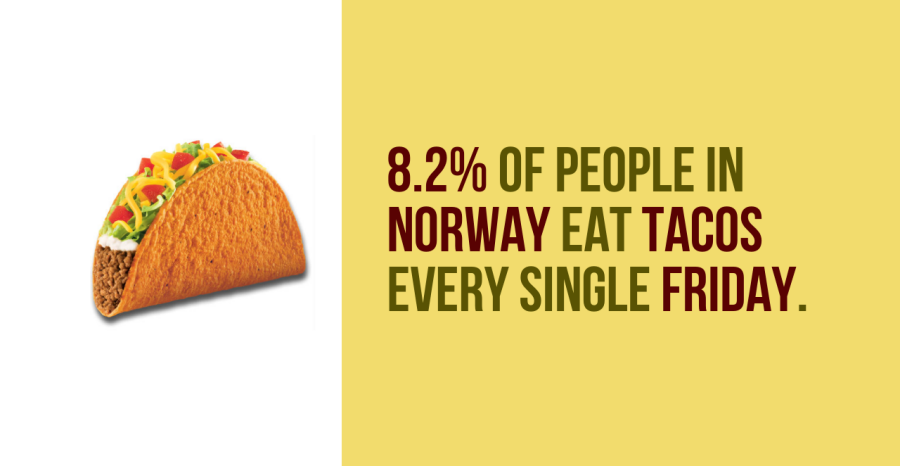 8.2% OF PEOPLE IN
NORWAY EAT TACOS
EVERY SINGLE FRIDAY.